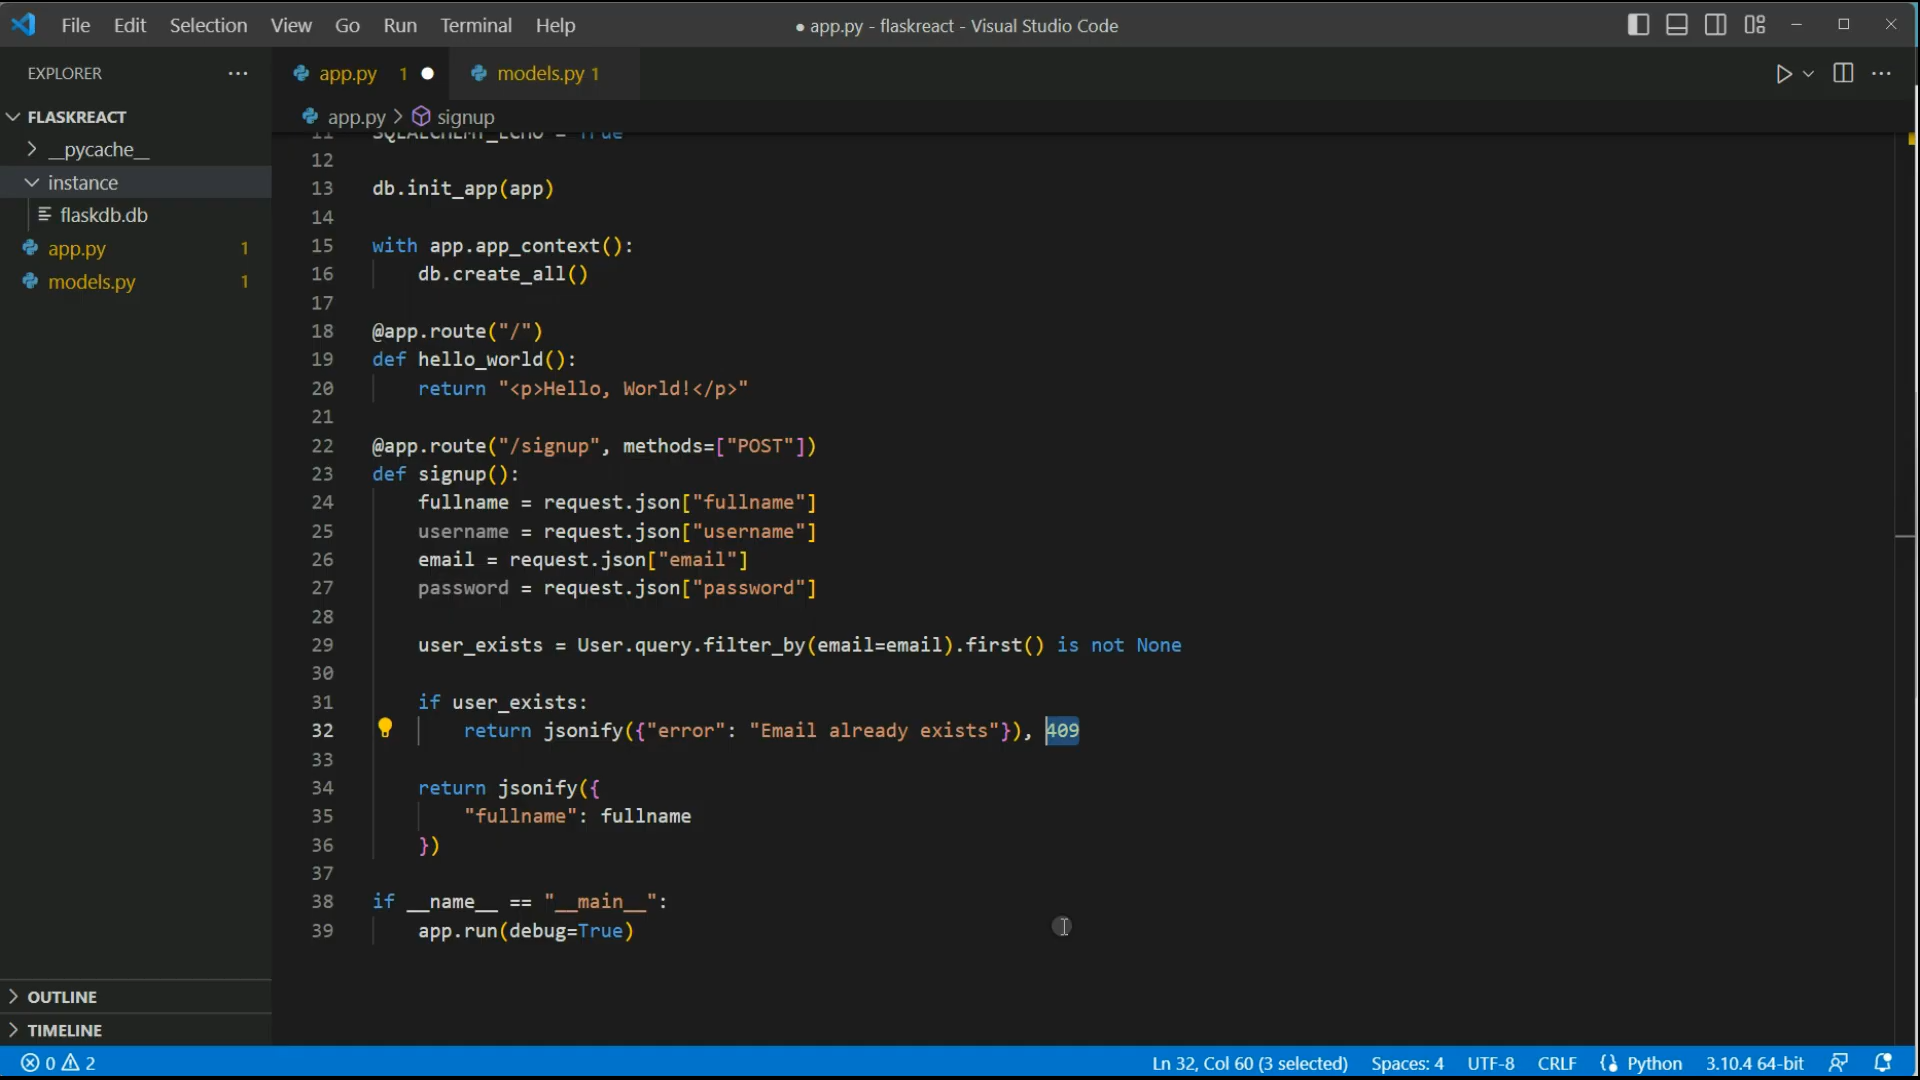 File Edit Selection View Go Run Terminal Help
● app.py - flaskreact - Visual Studio Code
EXPLORER
app.py 1
models.py 1
FLASKREACT
app.py > signup
__pycache__
instance
flaskdb.db
app.py 1
models.py 1
11 SQLALCHEMY_ECHO = True
12
13 db.init_app(app)
14
15 with app.app_context():
16 db.create_all()
17
18 @app.route("/")
19 def hello_world():
20 return "<p>Hello, World!</p>"
21
22 @app.route("/signup", methods=["POST"])
23 def signup():
24 fullname = request.json["fullname"]
25 username = request.json["username"]
26 email = request.json["email"]
27 password = request.json["password"]
28
29 user_exists = User.query.filter_by(email=email).first() is not None
30
31 if user_exists:
32 return jsonify({"error": "Email already exists"}), 409
33
34 return jsonify({
35 "fullname": fullname
36 })
37
38 if __name__ == "__main__":
39 app.run(debug=True)
OUTLINE
TIMELINE
0 2
Ln 32, Col 60 (3 selected) Spaces: 4 UTF-8 CRLF Python 3.10.4 64-bit